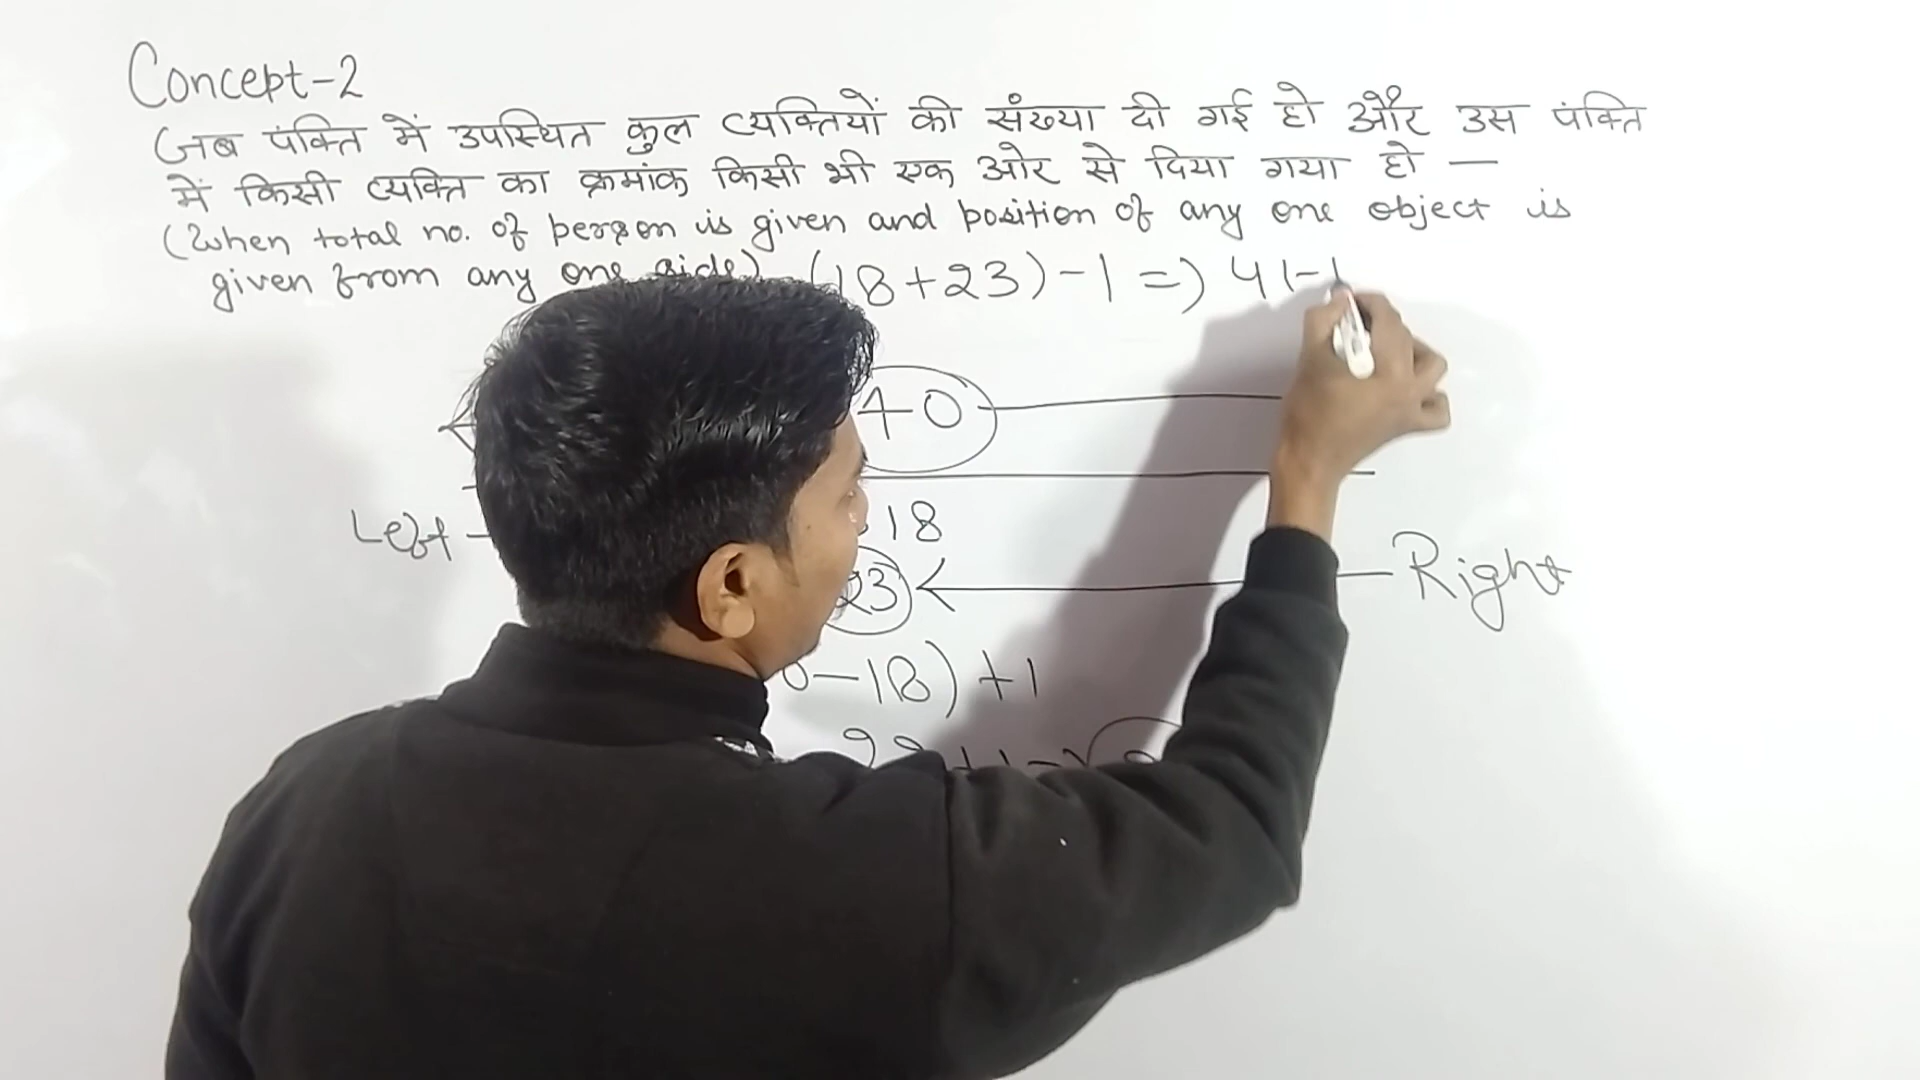 Concept-2
जब पंक्ति में उपस्थित कुल व्यक्तियों की संख्या दी गई हो और उस पंक्ति
में किसी व्यक्ति का क्रमांक किसी भी एक ओर से दिया गया हो —
(When total no. of person is given and position of any one object is
given from any one side)
(18+23)-1 => 41-1
40
Left
18
23
Right
0-18)+1